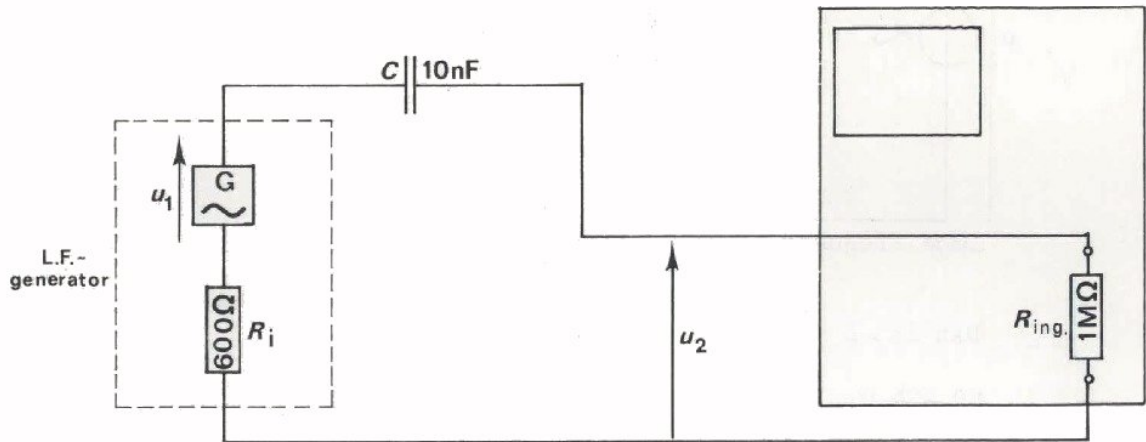 C 10nF
G
u1
L.F.-
generator
600Ω Ri
u2
Ring. 1MΩ